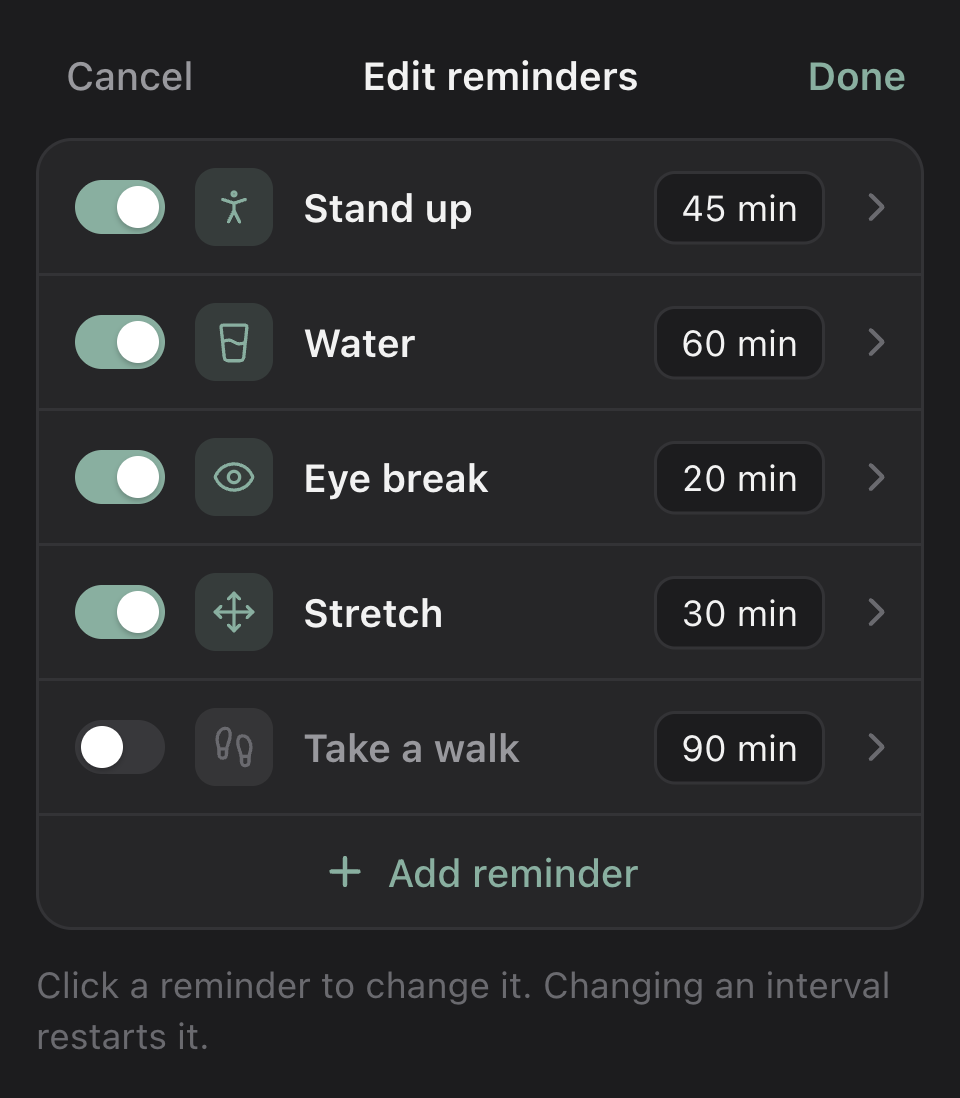 Cancel Edit reminders Done
Stand up 45 min
Water 60 min
Eye break 20 min
Stretch 30 min
Take a walk 90 min
Add reminder
Click a reminder to change it. Changing an interval
restarts it.